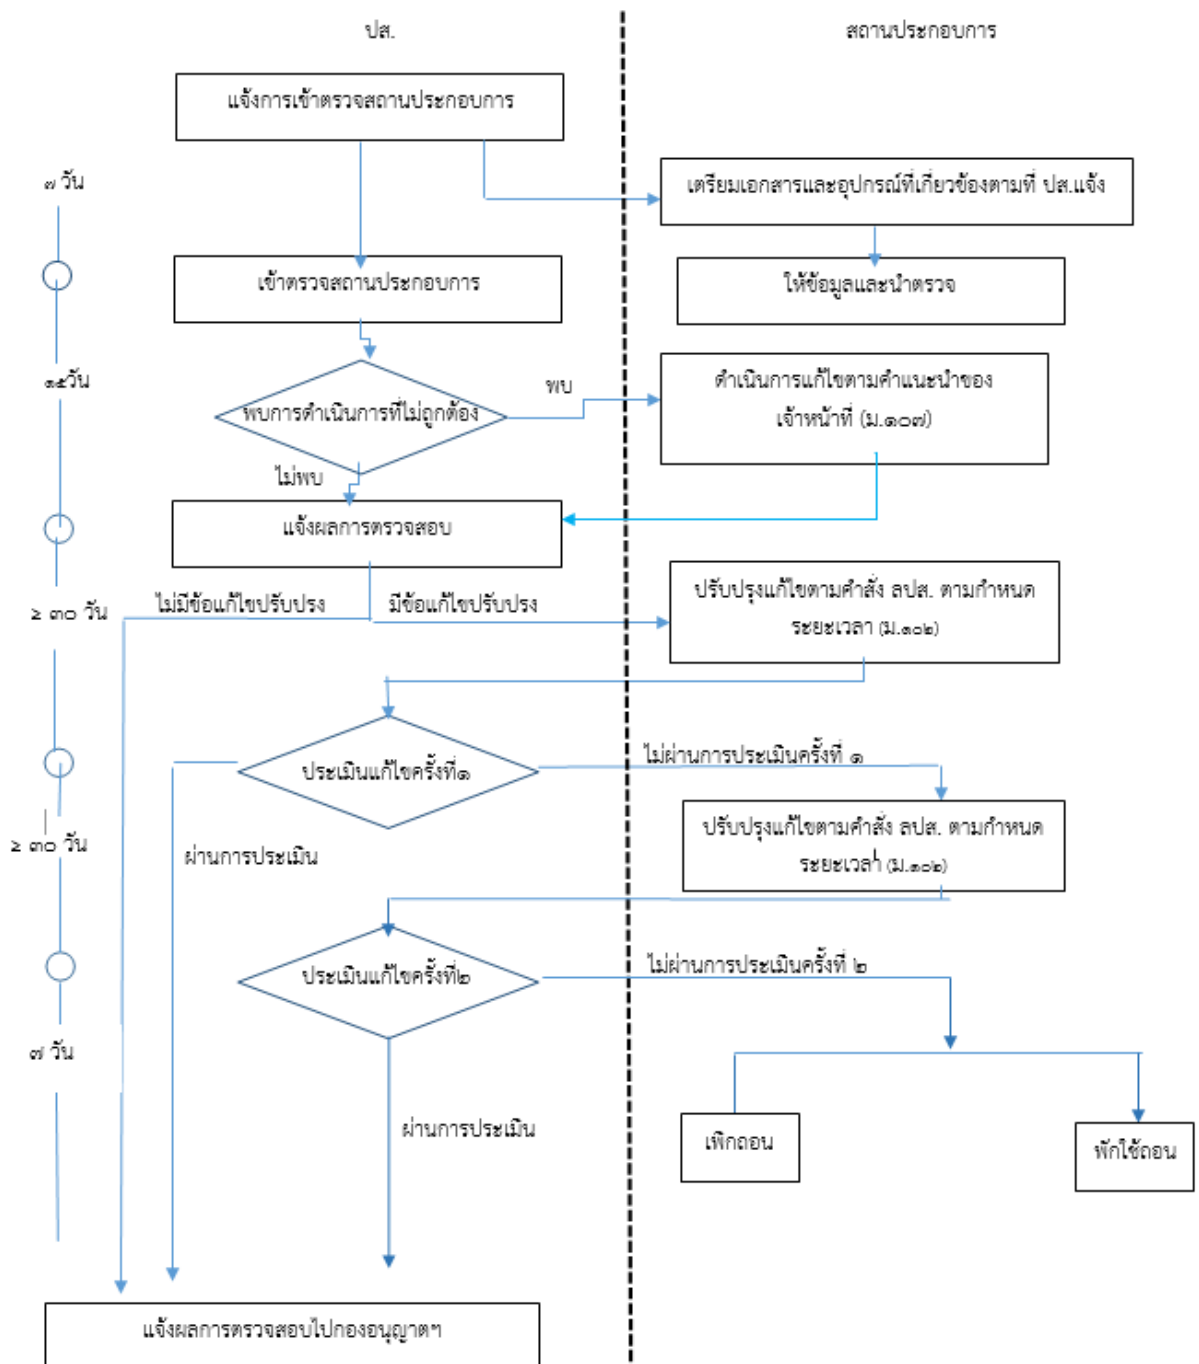 ปส.
สถานประกอบการ
แจ้งการเข้าตรวจสถานประกอบการ
๗ วัน
เตรียมเอกสารและอุปกรณ์ที่เกี่ยวข้องตามที่ ปส.แจ้ง
เข้าตรวจสถานประกอบการ
ให้ข้อมูลและนำตรวจ
๑๕วัน
พบการดำเนินการที่ไม่ถูกต้อง
พบ
ดำเนินการแก้ไขตามคำแนะนำของ
เจ้าหน้าที่ (ม.๑๐๗)
ไม่พบ
แจ้งผลการตรวจสอบ
≥ ๓๐ วัน
ไม่มีข้อแก้ไขปรับปรง
มีข้อแก้ไขปรับปรง
ปรับปรุงแก้ไขตามคำสั่ง ลปส. ตามกำหนด
ระยะเวลา (ม.๑๐๒)
ประเมินแก้ไขครั้งที่๑
ไม่ผ่านการประเมินครั้งที่ ๑
ปรับปรุงแก้ไขตามคำสั่ง ลปส. ตามกำหนด
ระยะเวลา (ม.๑๐๒)
≥ ๓๐ วัน
ผ่านการประเมิน
ประเมินแก้ไขครั้งที่๒
ไม่ผ่านการประเมินครั้งที่ ๒
๗ วัน
ผ่านการประเมิน
เพิกถอน
พักใช้ถอน
แจ้งผลการตรวจสอบไปกองอนุญาตฯ